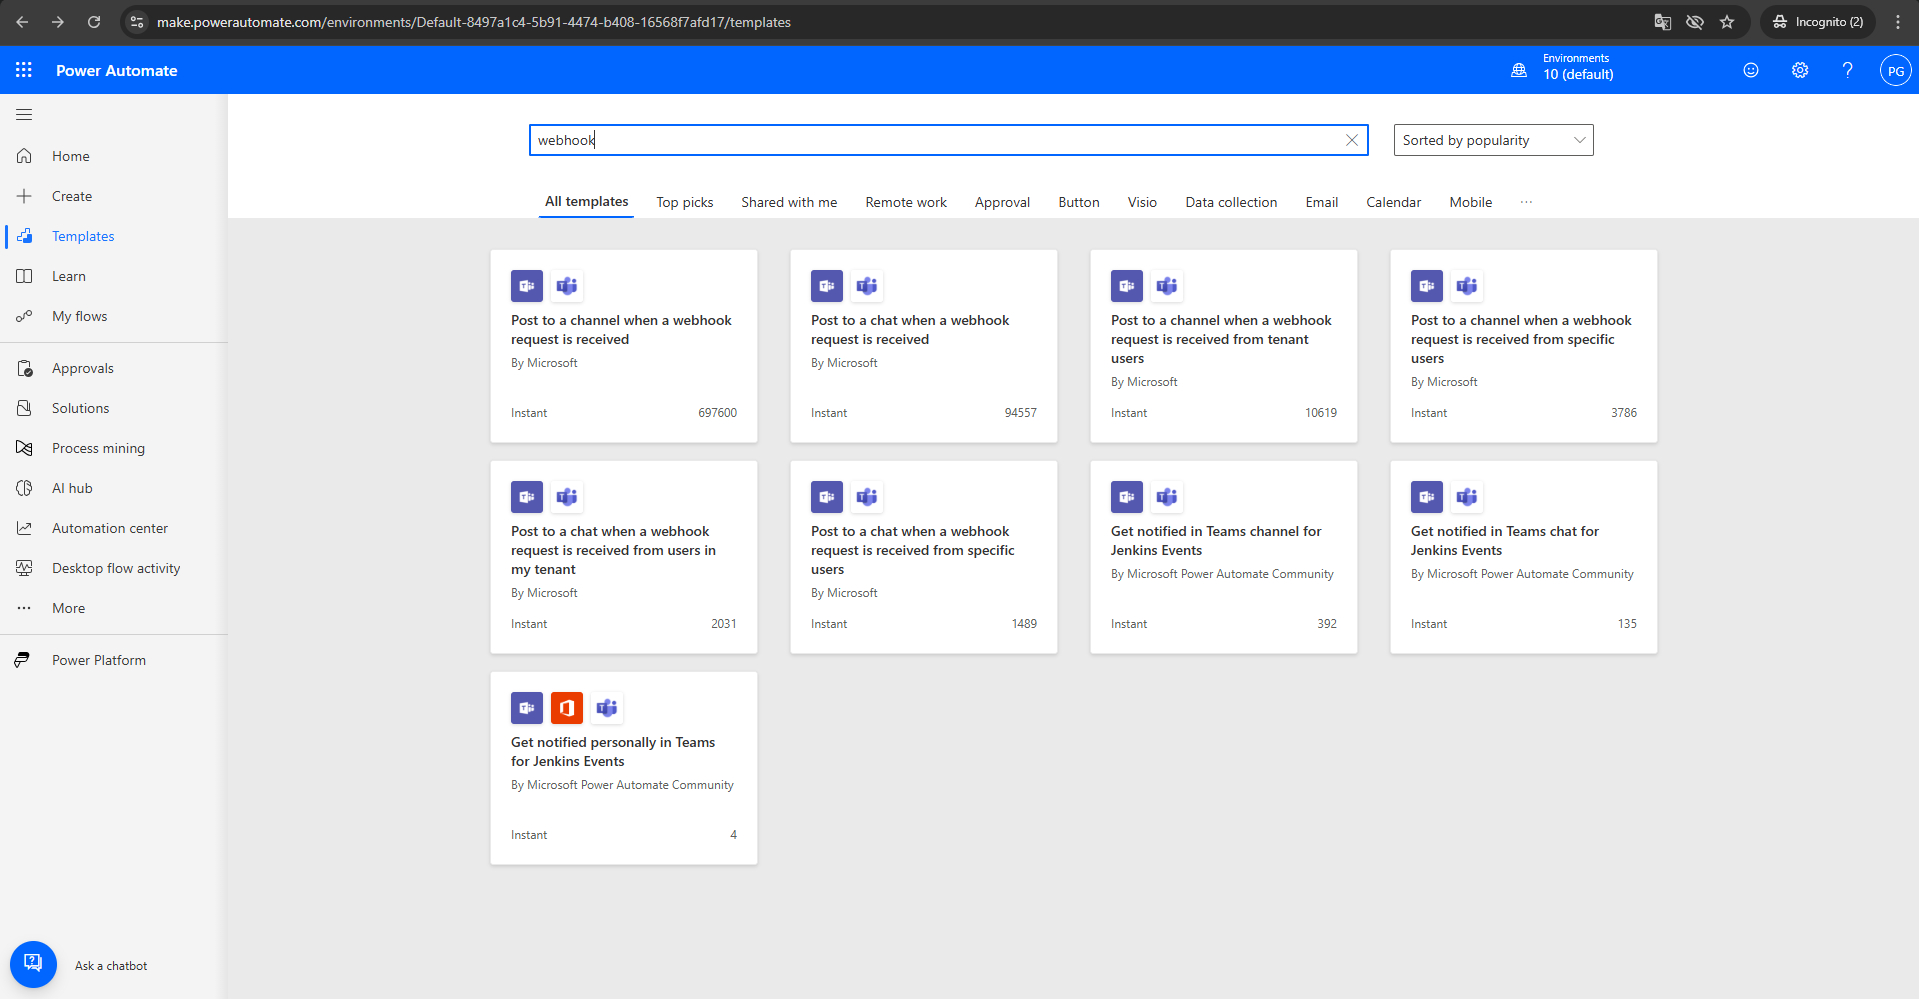 make.powerautomate.com/environments/Default-8497a1c4-5b91-4474-b408-16568f7afd17/templates
Incognito (2)
Power Automate
Environments
10 (default)
PG
Home
Create
Templates
Learn
My flows
Approvals
Solutions
Process mining
AI hub
Automation center
Desktop flow activity
More
Power Platform
Ask a chatbot
webhook
Sorted by popularity
All templates
Top picks
Shared with me
Remote work
Approval
Button
Visio
Data collection
Email
Calendar
Mobile
Post to a channel when a webhook
request is received
By Microsoft
Instant 697600
Post to a chat when a webhook
request is received
By Microsoft
Instant 94557
Post to a channel when a webhook
request is received from tenant
users
By Microsoft
Instant 10619
Post to a channel when a webhook
request is received from specific
users
By Microsoft
Instant 3786
Post to a chat when a webhook
request is received from users in
my tenant
By Microsoft
Instant 2031
Post to a chat when a webhook
request is received from specific
users
By Microsoft
Instant 1489
Get notified in Teams channel for
Jenkins Events
By Microsoft Power Automate Community
Instant 392
Get notified in Teams chat for
Jenkins Events
By Microsoft Power Automate Community
Instant 135
Get notified personally in Teams
for Jenkins Events
By Microsoft Power Automate Community
Instant 4